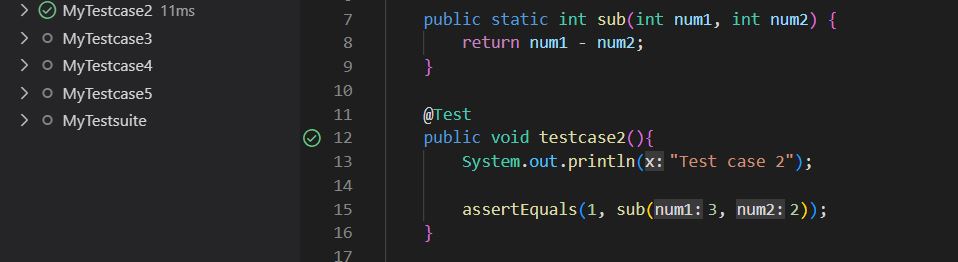 MyTestcase2 11ms
MyTestcase3
MyTestcase4
MyTestcase5
MyTestsuite
7 public static int sub(int num1, int num2) {
8 return num1 - num2;
9 }
10
11 @Test
12 public void testcase2(){
13 System.out.println(x: "Test case 2");
14
15 assertEquals(1, sub(num1: 3, num2: 2));
16 }
17